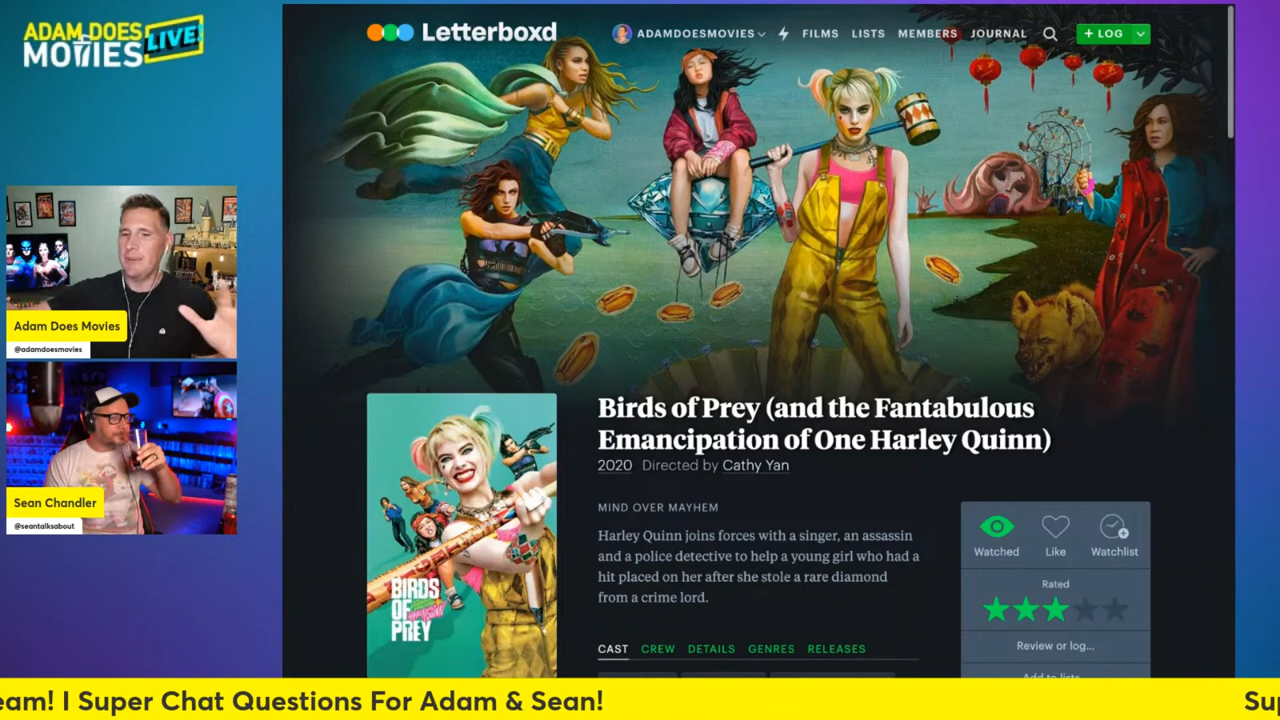 ADAM DOES
MOVIES LIVE!
Letterboxd
ADAMDOESMOVIES FILMS LISTS MEMBERS JOURNAL + LOG
Adam Does Movies
@adamdoesmovies
Sean Chandler
@seantalksabout
BIRDS
OF
PREY
Birds of Prey (and the Fantabulous
Emancipation of One Harley Quinn)
2020 Directed by Cathy Yan
MIND OVER MAYHEM
Harley Quinn joins forces with a singer, an assassin
and a police detective to help a young girl who had a
hit placed on her after she stole a rare diamond
from a crime lord.
CAST CREW DETAILS GENRES RELEASES
Watched Like Watchlist
Rated
Review or log...
Add to lists
eam! I Super Chat Questions For Adam & Sean! Sup